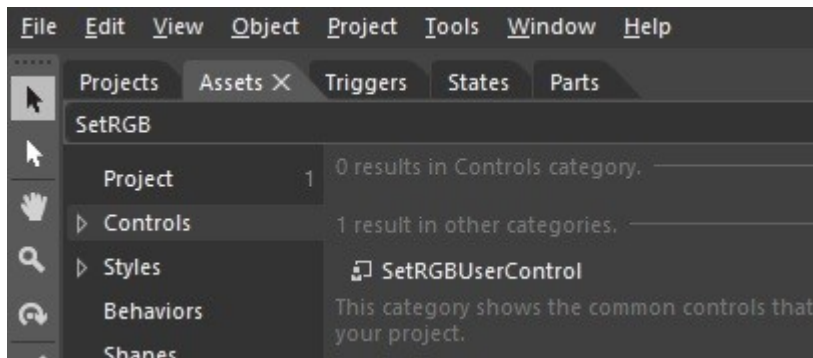 File Edit View Object Project Tools Window Help
Projects Assets Triggers States Parts
SetRGB
Project 1
Controls
Styles
Behaviors
Shapes
0 results in Controls category.
1 result in other categories.
SetRGBUserControl
This category shows the common controls that
your project.